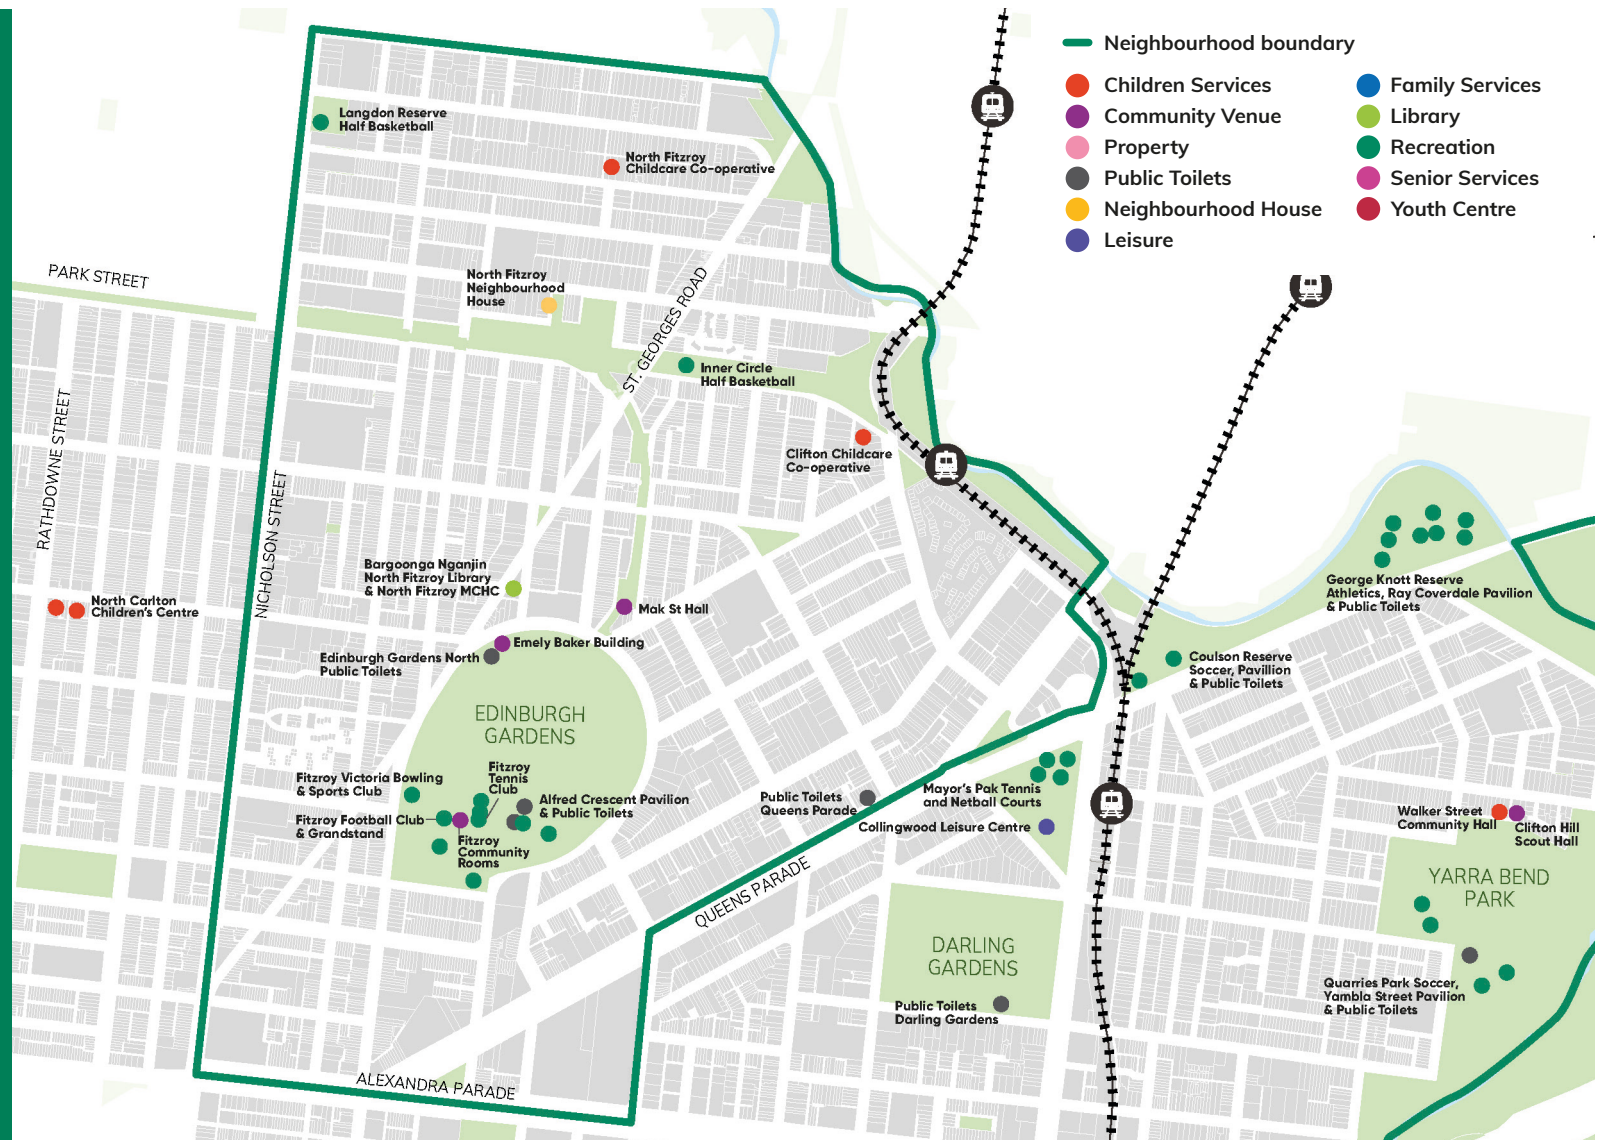 Neighbourhood boundary
Children Services
Community Venue
Property
Public Toilets
Neighbourhood House
Leisure
Family Services
Library
Recreation
Senior Services
Youth Centre
Langdon Reserve
Half Basketball
North Fitzroy
Childcare Co-operative
PARK STREET
North Fitzroy
Neighbourhood
House
ST. GEORGES ROAD
Inner Circle
Half Basketball
RATHDOWNE STREET
NICHOLSON STREET
Clifton Childcare
Co-operative
Bargoonga Nganjin
North Fitzroy Library
& North Fitzroy MCHC
North Carlton
Children's Centre
Mak St Hall
Emely Baker Building
Edinburgh Gardens North
Public Toilets
George Knott Reserve
Athletics, Ray Coverdale Pavilion
& Public Toilets
Coulson Reserve
Soccer, Pavillion
& Public Toilets
EDINBURGH
GARDENS
Fitzroy Victoria Bowling
& Sports Club
Fitzroy
Tennis
Club
Alfred Crescent Pavilion
& Public Toilets
Fitzroy Football Club
& Grandstand
Fitzroy
Community
Rooms
Public Toilets
Queens Parade
Mayor's Pak Tennis
and Netball Courts
Collingwood Leisure Centre
Walker Street
Community Hall
Clifton Hill
Scout Hall
QUEENS PARADE
YARRA BEND
PARK
DARLING
GARDENS
Public Toilets
Darling Gardens
Quarries Park Soccer,
Yambla Street Pavilion
& Public Toilets
ALEXANDRA PARADE